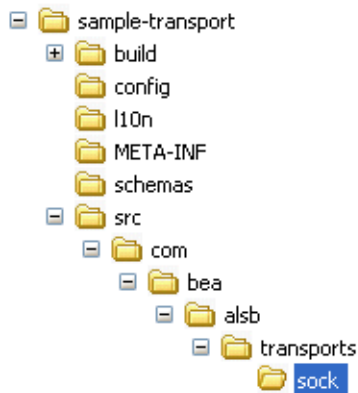 sample-transport
build
config
l10n
META-INF
schemas
src
com
bea
alsb
transports
sock